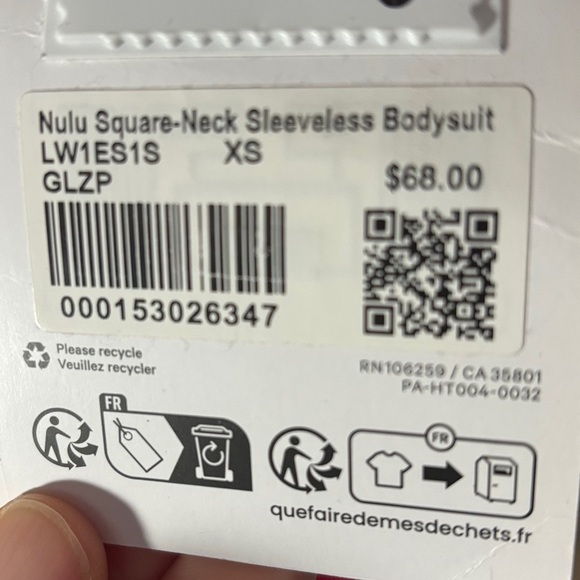 Nulu Square-Neck Sleeveless Bodysuit
LW1ES1S XS
GLZP
$68.00
000153026347
Please recycle
Veuillez recycler
RN106259 / CA 35801
PA-HT004-0032
FR
FR
quefairedemesdechets.fr